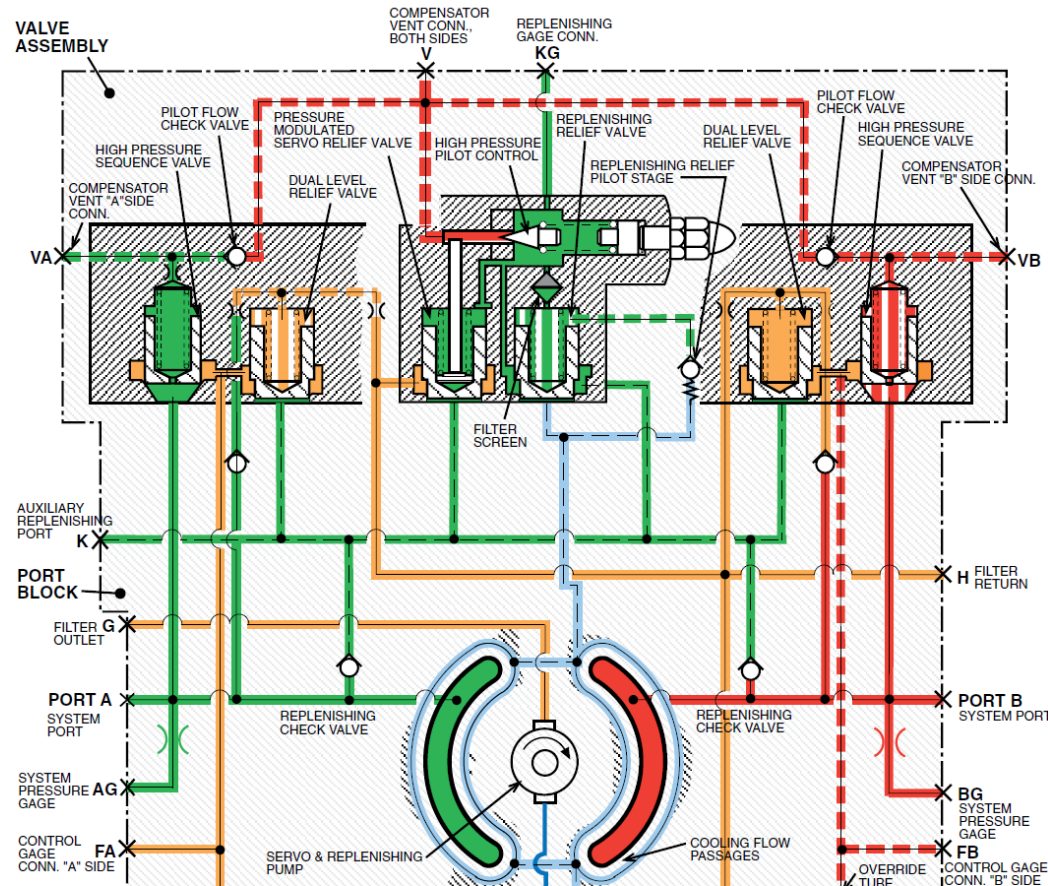 COMPENSATOR
VENT CONN.,
BOTH SIDES
V
REPLENISHING
GAGE CONN.
KG
VALVE
ASSEMBLY
PILOT FLOW
CHECK VALVE
PRESSURE
MODULATED
SERVO RELIEF VALVE
HIGH PRESSURE
PILOT CONTROL
REPLENISHING
RELIEF VALVE
DUAL LEVEL
RELIEF VALVE
PILOT FLOW
CHECK VALVE
HIGH PRESSURE
SEQUENCE VALVE
HIGH PRESSURE
SEQUENCE VALVE
REPLENISHING RELIEF
PILOT STAGE
COMPENSATOR
VENT "B" SIDE CONN.
COMPENSATOR
VENT "A"SIDE
CONN.
DUAL LEVEL
RELIEF VALVE
VA
VB
FILTER
SCREEN
AUXILIARY
REPLENISHING
PORT
K
PORT
BLOCK
H FILTER
RETURN
G
FILTER
OUTLET
PORT A
SYSTEM
PORT
REPLENISHING
CHECK VALVE
REPLENISHING
CHECK VALVE
PORT B
SYSTEM PORT
SYSTEM
PRESSURE AG
GAGE
BG
SYSTEM
PRESSURE
GAGE
CONTROL
GAGE FA
CONN. "A" SIDE
SERVO & REPLENISHING
PUMP
COOLING FLOW
PASSAGES
FB
CONTROL GAGE
CONN. "B" SIDE
OVERRIDE
TUBE